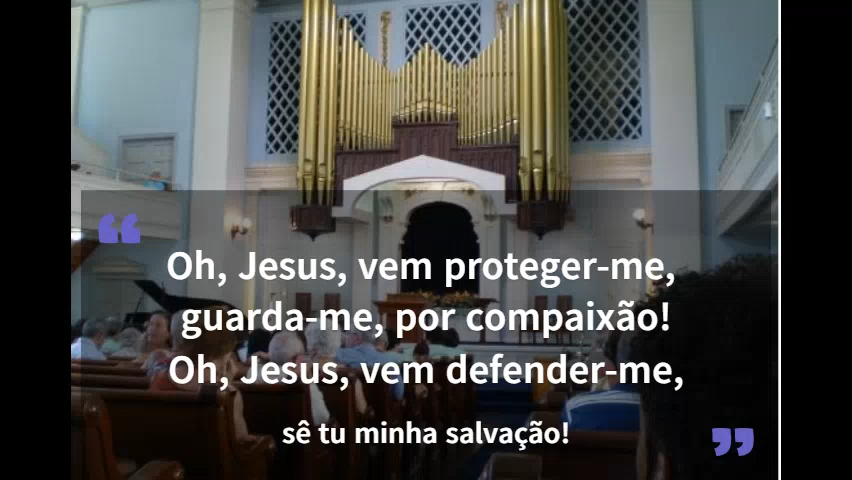 “
Oh, Jesus, vem proteger-me,
guarda-me, por compaixão!
Oh, Jesus, vem defender-me,
sê tu minha salvação!
”